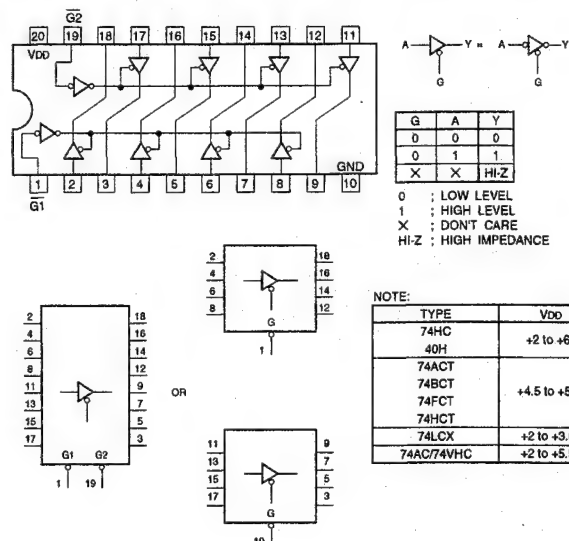 G2
20 19 18 17 16 15 14 13 12 11
VDD
GND
1 2 3 4 5 6 7 8 9 10
G1
A Y = A Y
G G
G A Y
0 0 0
0 1 1
X X HI-Z
0 ; LOW LEVEL
1 ; HIGH LEVEL
X ; DON'T CARE
HI-Z ; HIGH IMPEDANCE
2 18
4 16
6 14
8 12
G
1
2 18
4 16
6 14
8 12
11 9
13 7
15 5
17 3
G1 G2
1 19
OR
11 9
13 7
15 5
17 3
G
19
NOTE:
TYPE VDD
74HC
40H
+2 to +6
74ACT
74BCT
74FCT
74HCT
+4.5 to +5
74LCX +2 to +3.
74AC/74VHC +2 to +5.